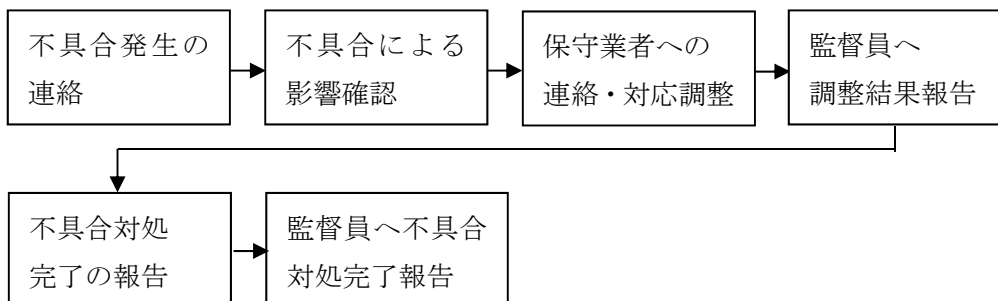 不具合発生の
連絡
不具合による
影響確認
保守業者への
連絡・対応調整
監督員へ
調整結果報告
不具合対処
完了の報告
監督員へ不具合
対処完了報告